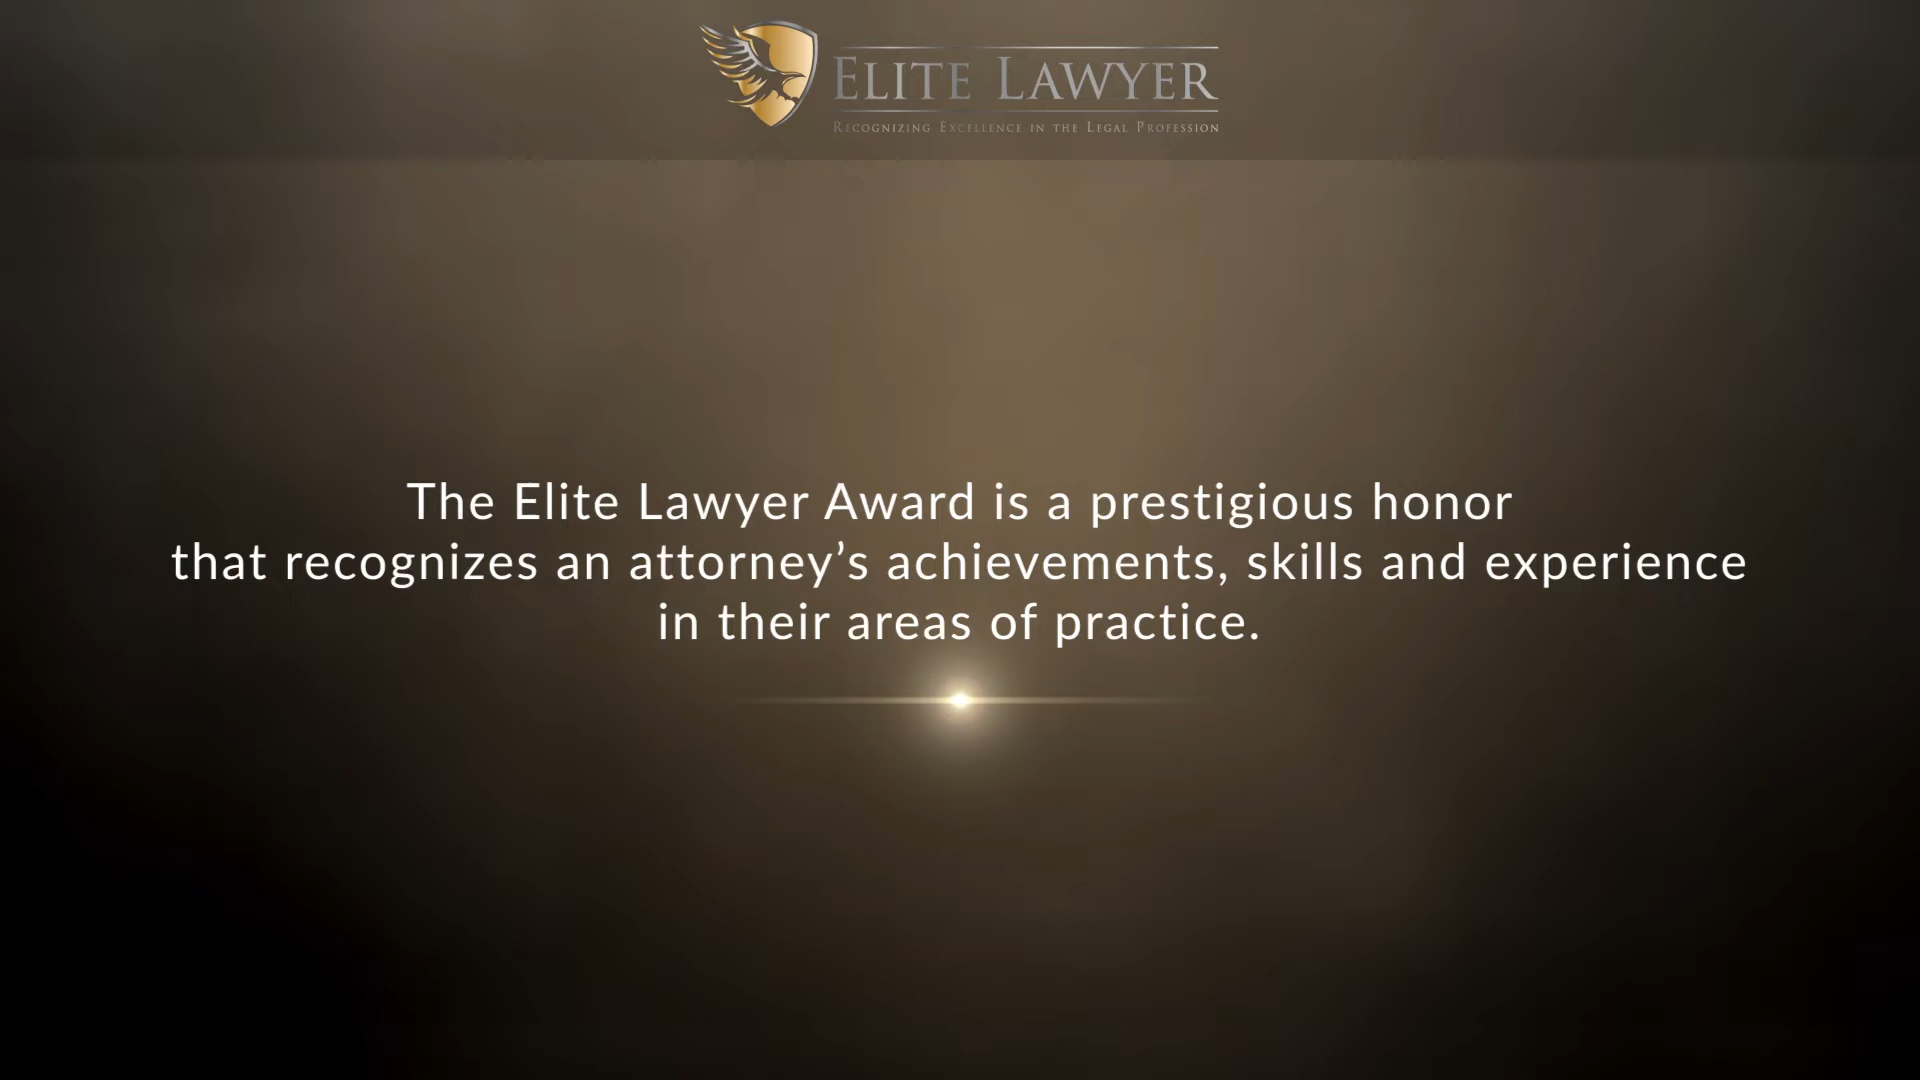 ELITE LAWYER
RECOGNIZING EXCELLENCE IN THE LEGAL PROFESSION
The Elite Lawyer Award is a prestigious honor
that recognizes an attorney’s achievements, skills and experience
in their areas of practice.